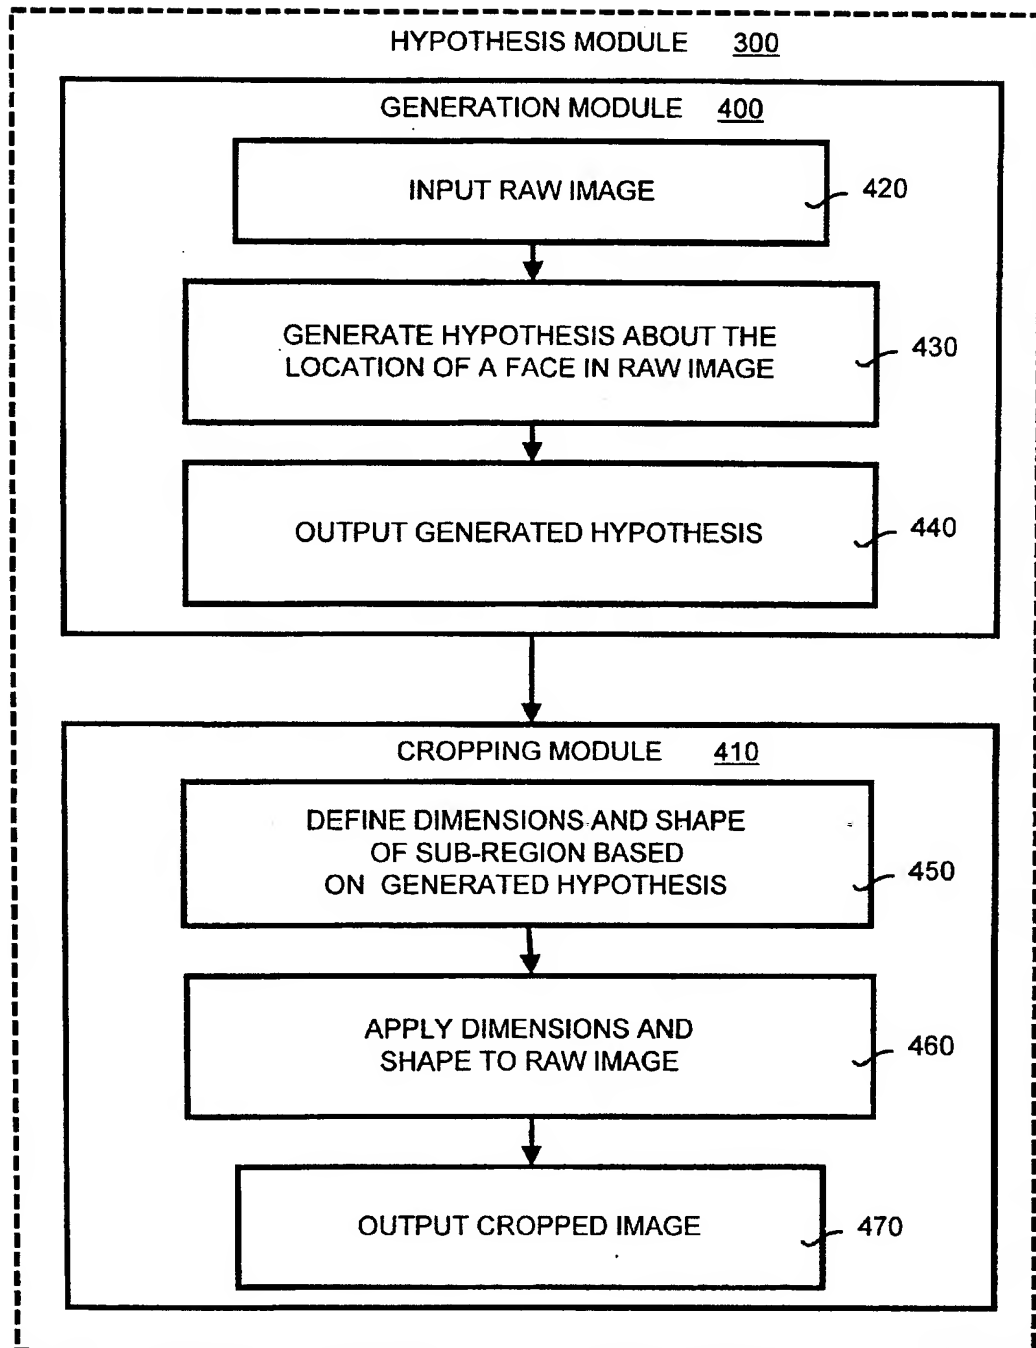 HYPOTHESIS MODULE 300
GENERATION MODULE 400
INPUT RAW IMAGE 420
GENERATE HYPOTHESIS ABOUT THE
LOCATION OF A FACE IN RAW IMAGE 430
OUTPUT GENERATED HYPOTHESIS 440
CROPPING MODULE 410
DEFINE DIMENSIONS AND SHAPE
OF SUB-REGION BASED
ON GENERATED HYPOTHESIS 450
APPLY DIMENSIONS AND
SHAPE TO RAW IMAGE 460
OUTPUT CROPPED IMAGE 470